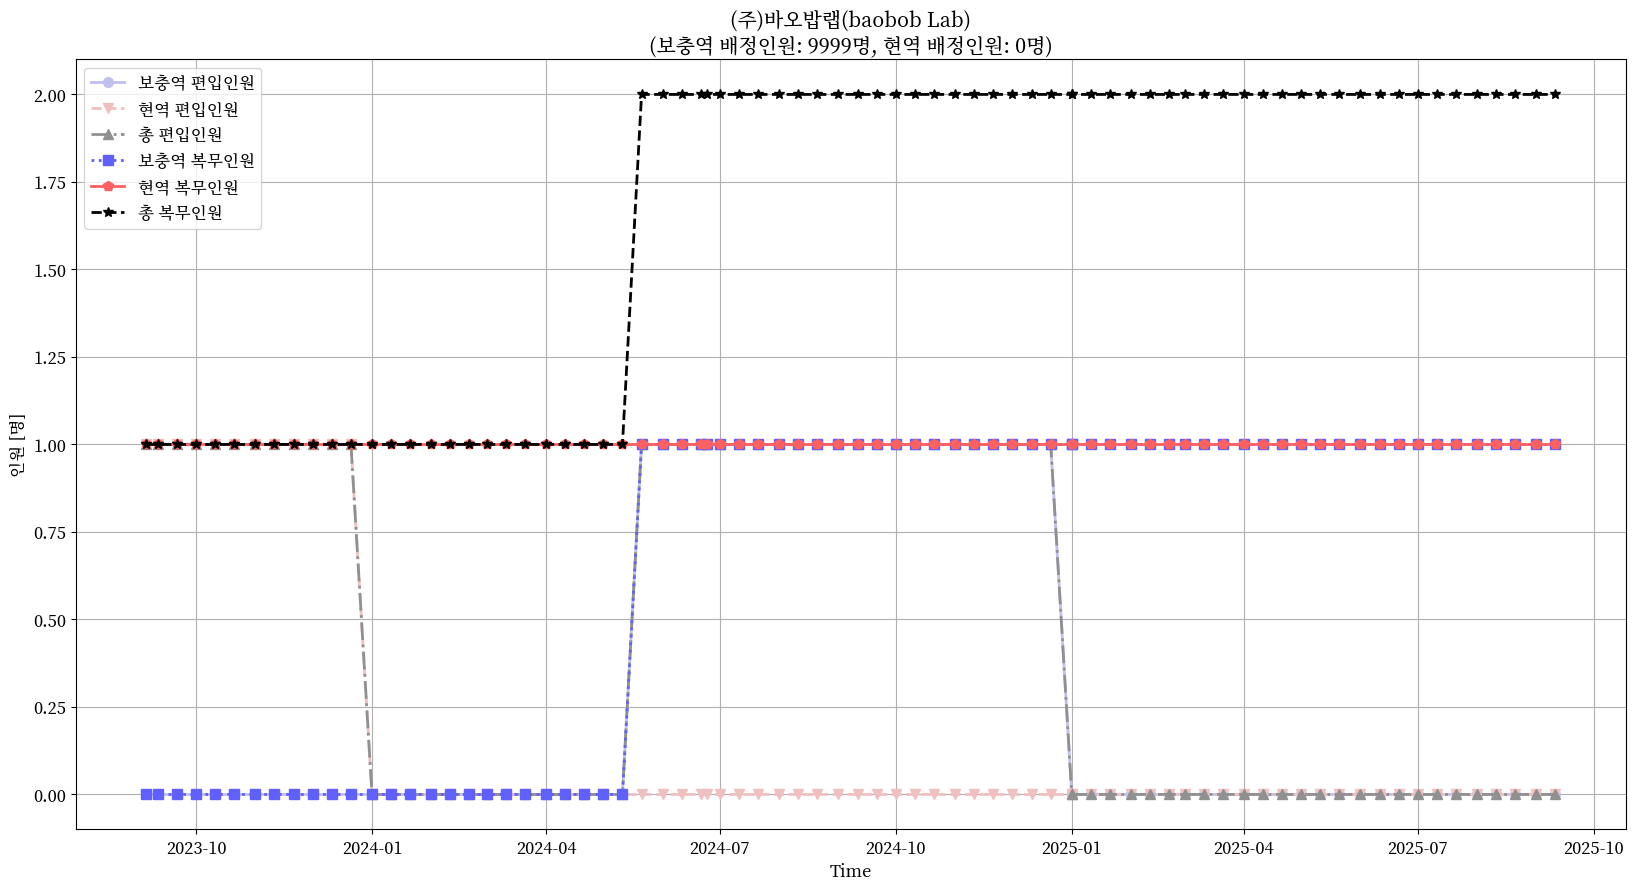 (주)바오밥랩(baobob Lab)
(보충역 배정인원: 9999명, 현역 배정인원: 0명)
보충역 편입인원
현역 편입인원
총 편입인원
보충역 복무인원
현역 복무인원
총 복무인원
인원 [명]
2.00
1.75
1.50
1.25
1.00
0.75
0.50
0.25
0.00
2023-10
2024-01
2024-04
2024-07
2024-10
2025-01
2025-04
2025-07
2025-10
Time